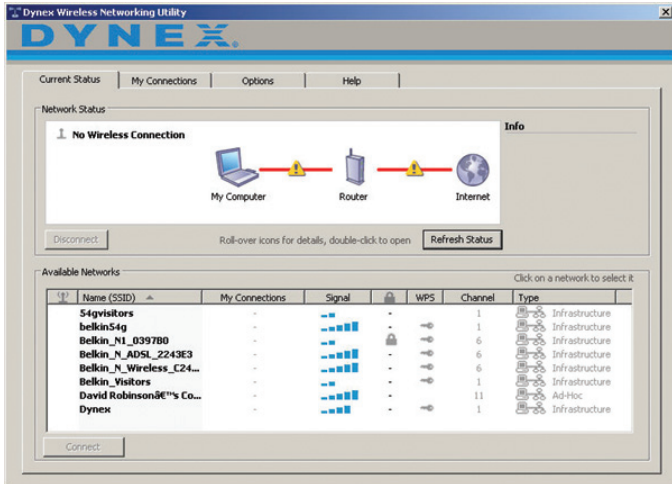 Dynex Wireless Networking Utility
DYNEX.
Current Status My Connections Options Help
Network Status
No Wireless Connection
Info
My Computer Router Internet
Disconnect Roll-over icons for details, double-click to open Refresh Status
Available Networks
Click on a network to select it
Name (SSID) My Connections Signal WPS Channel Type
54gvisitors - - 1 Infrastructure
belkin54g - - 1 Infrastructure
Belkin_N1_0397B0 - 6 Infrastructure
Belkin_N_ADSL_2243E3 - - 6 Infrastructure
Belkin_N_Wireless_C24... - - 6 Infrastructure
Belkin_Visitors - - 1 Infrastructure
David Robinsonâ€™s Co... - - 11 Ad-Hoc
Dynex - - 1 Infrastructure
Connect